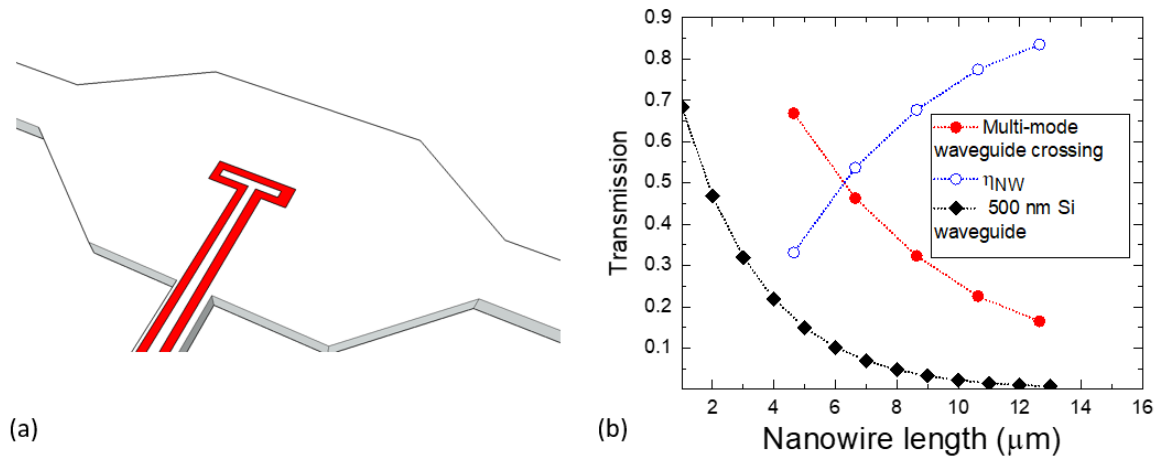 (a)
(b)
Transmission
0.9
0.8
0.7
0.6
0.5
0.4
0.3
0.2
0.1
Multi-mode
waveguide crossing
ηNW
500 nm Si
waveguide
2 4 6 8 10 12 14 16
Nanowire length (μm)